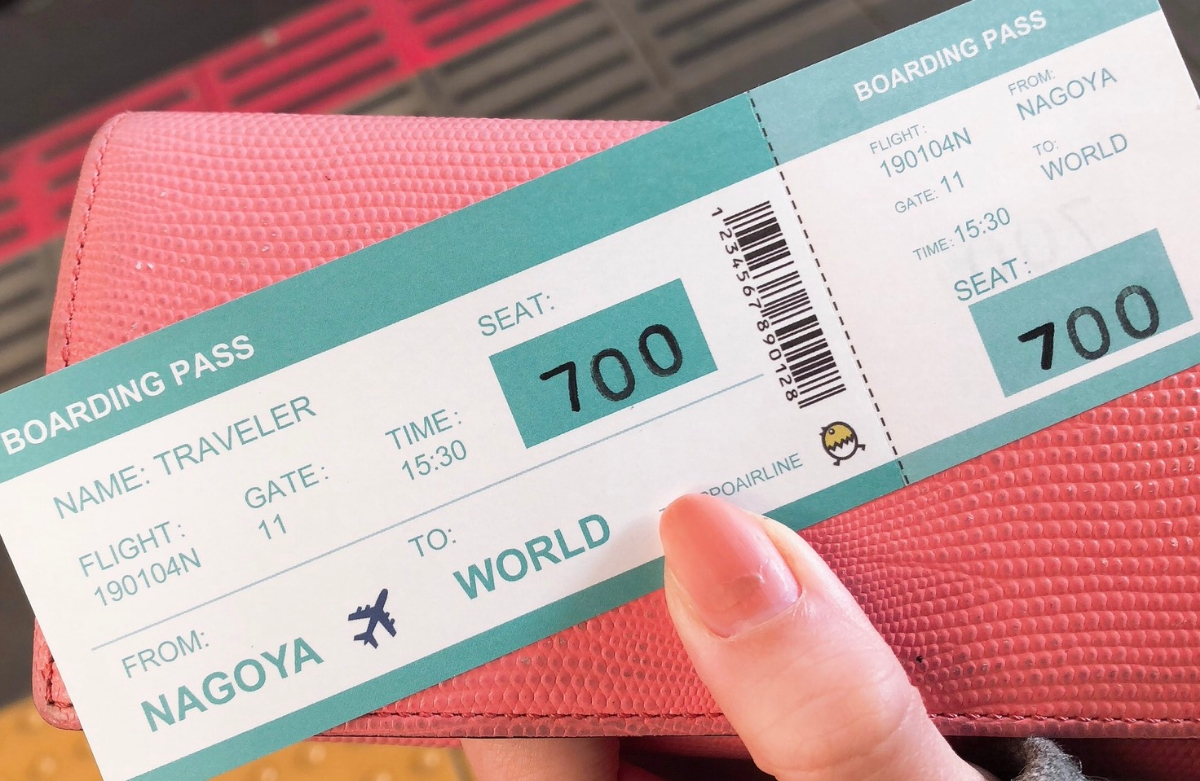 BOARDING PASS
NAME: TRAVELER
FLIGHT:
190104N
GATE:
11
TIME:
15:30
SEAT:
700
FROM:
NAGOYA
TO:
WORLD
1234567890128
BOARDING PASS
FLIGHT:
190104N
FROM:
NAGOYA
GATE: 11
TO:
WORLD
TIME: 15:30
SEAT:
700